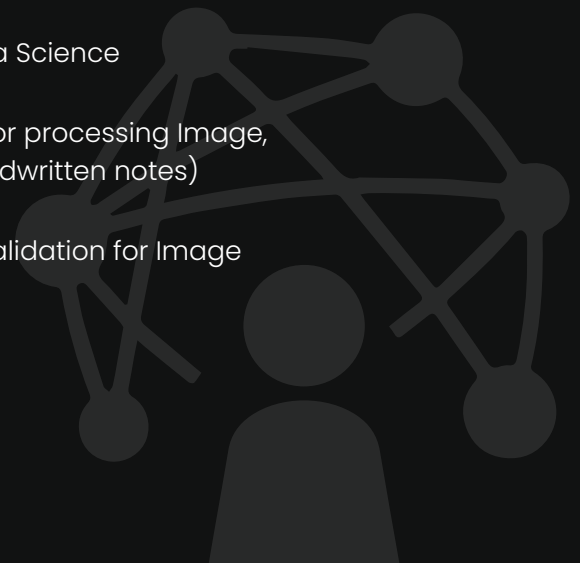 a Science
or processing Image,
dwritten notes)
alidation for Image